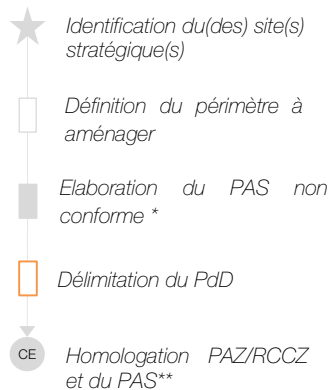 Identification du(des) site(s)
stratégique(s)
Définition du périmètre à
aménager
Elaboration du PAS non
conforme *
Délimitation du PdD
CE
Homologation PAZ/RCCZ
et du PAS**